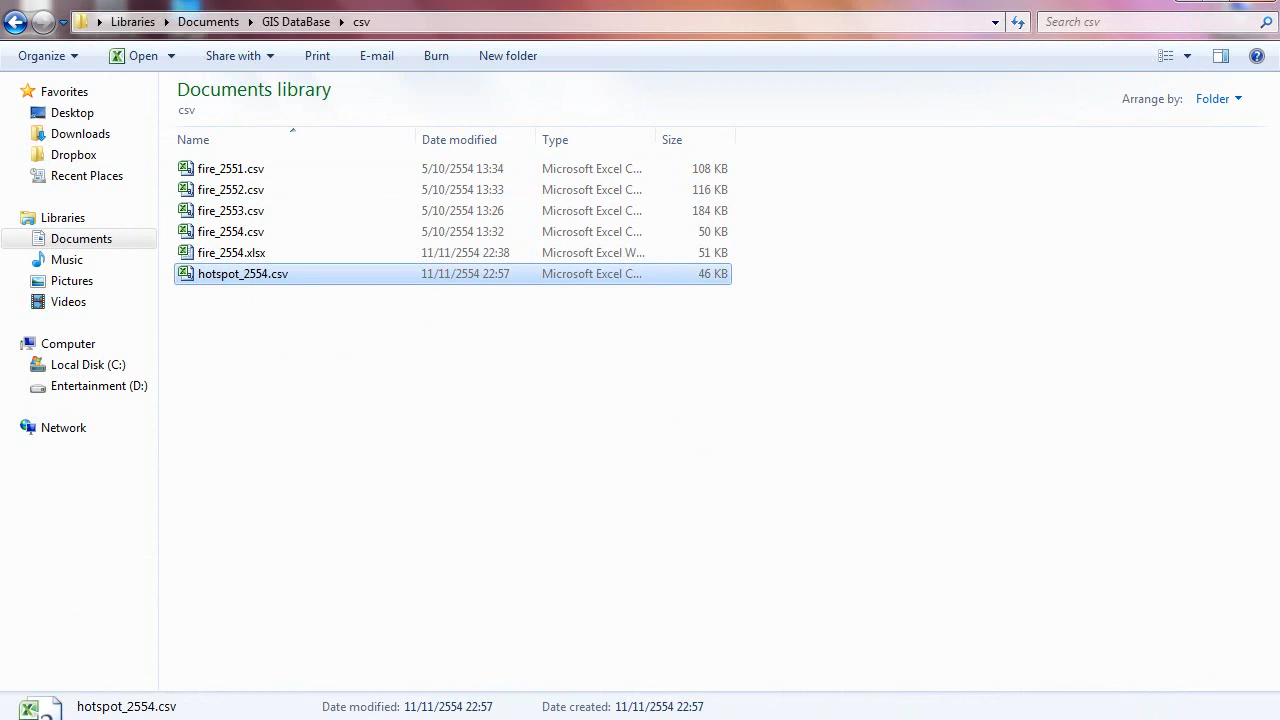 Libraries Documents GIS DataBase csv Search csv
Organize Open Share with Print E-mail Burn New folder
Favorites
Desktop
Downloads
Dropbox
Recent Places
Libraries
Documents
Music
Pictures
Videos
Computer
Local Disk (C:)
Entertainment (D:)
Network
Documents library
csv
Arrange by: Folder
Name Date modified Type Size
fire_2551.csv 5/10/2554 13:34 Microsoft Excel C... 108 KB
fire_2552.csv 5/10/2554 13:33 Microsoft Excel C... 116 KB
fire_2553.csv 5/10/2554 13:26 Microsoft Excel C... 184 KB
fire_2554.csv 5/10/2554 13:32 Microsoft Excel C... 50 KB
fire_2554.xlsx 11/11/2554 22:38 Microsoft Excel W... 51 KB
hotspot_2554.csv 11/11/2554 22:57 Microsoft Excel C... 46 KB
hotspot_2554.csv Date modified: 11/11/2554 22:57 Date created: 11/11/2554 22:57